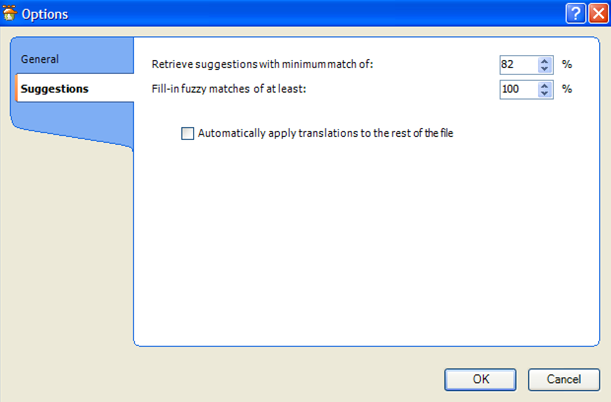 Options
General
Suggestions
Retrieve suggestions with minimum match of: 82 %
Fill-in fuzzy matches of at least: 100 %
Automatically apply translations to the rest of the file
OK Cancel